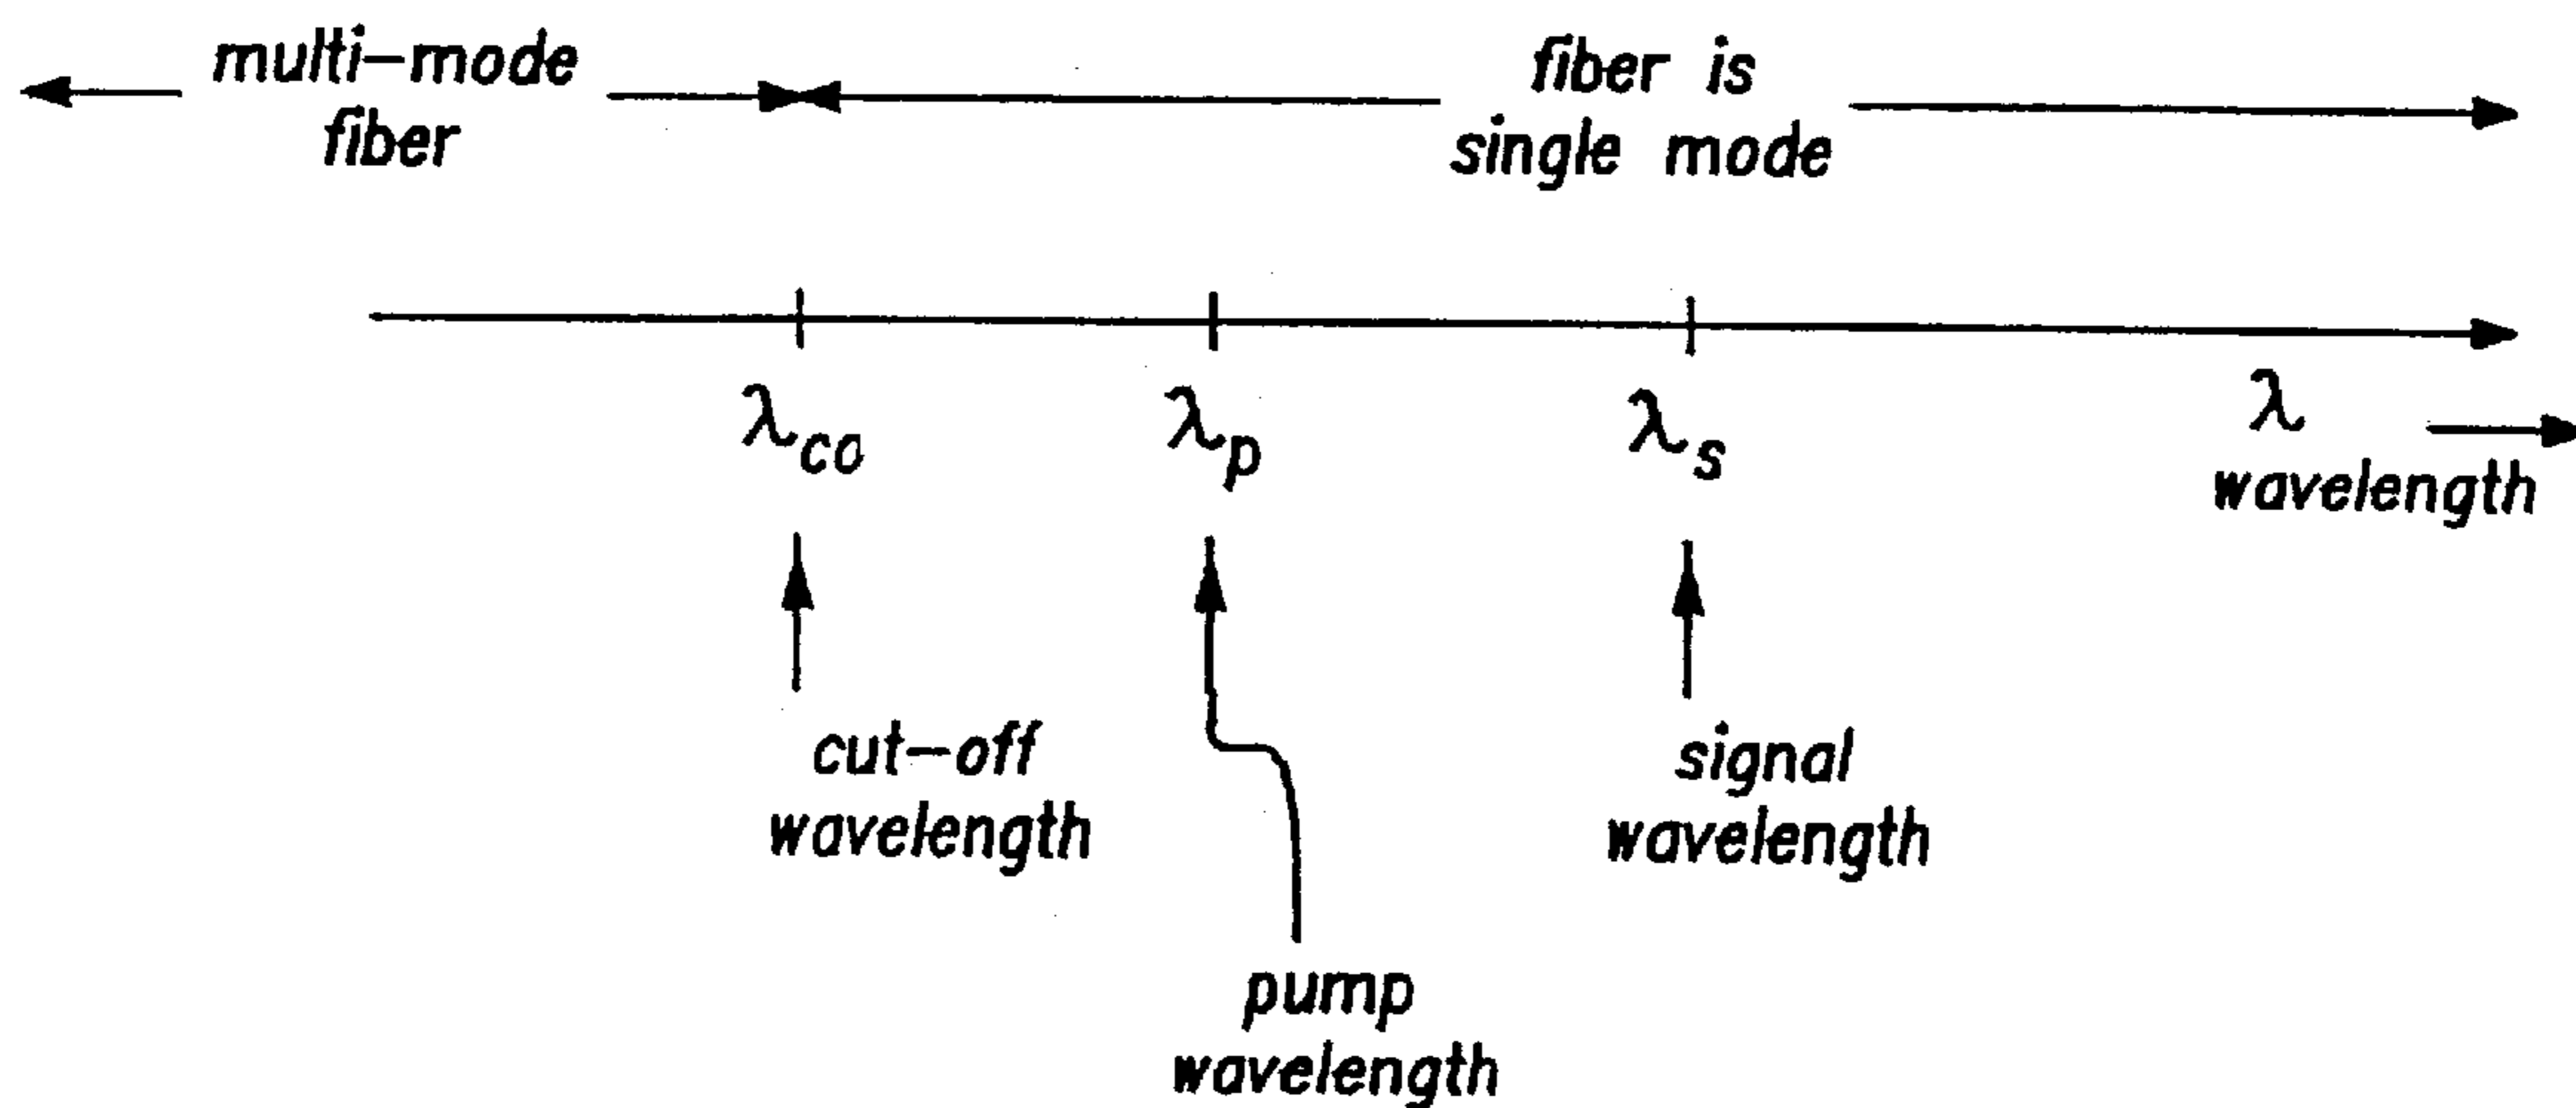 multi-mode
fiber
fiber is
single mode
λco
λp
λs
λ
wavelength
cut-off
wavelength
signal
wavelength
pump
wavelength